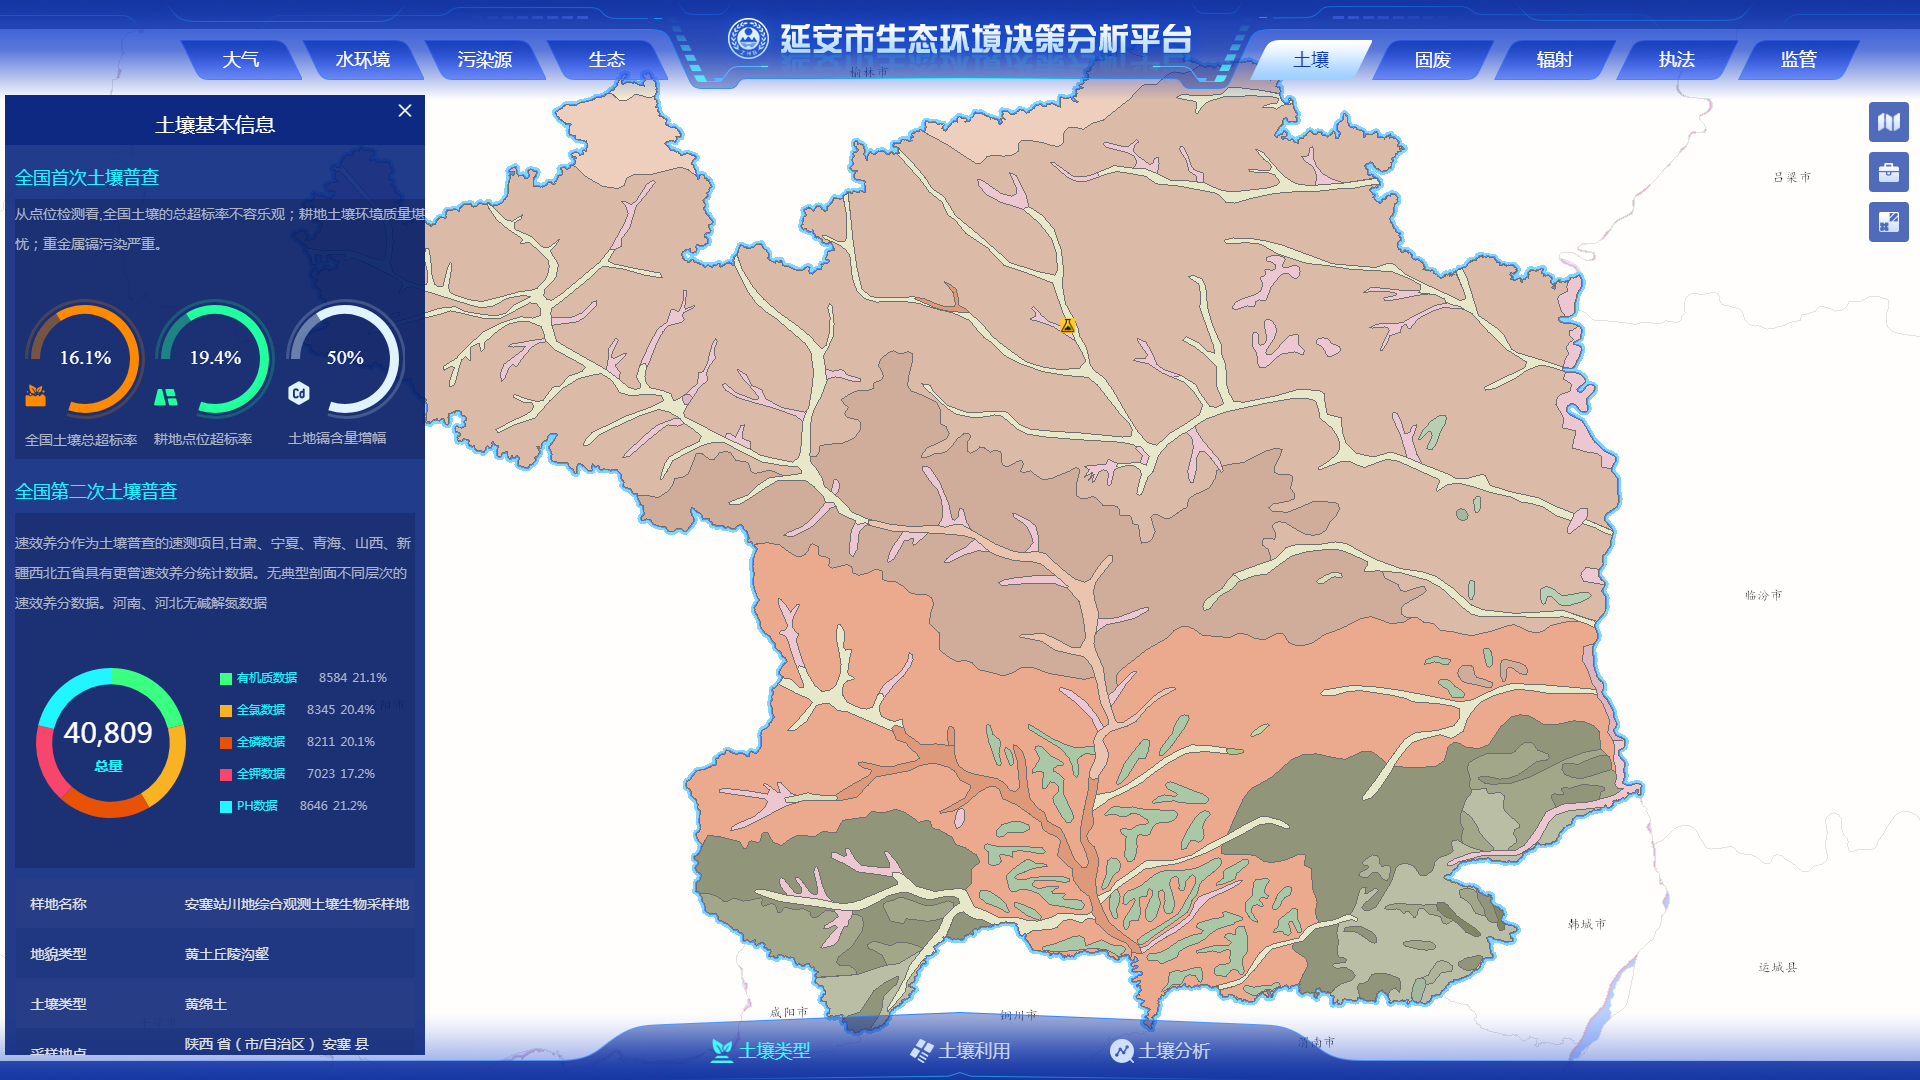 延安市生态环境决策分析平台
大气
水环境
污染源
生态
土壤
固废
辐射
执法
监管
榆林市
吕梁市
临汾市
韩城市
运城县
渭南市
铜川市
咸阳市
土壤基本信息
全国首次土壤普查
从点位检测看,全国土壤的总超标率不容乐观；耕地土壤环境质量堪
忧；重金属镉污染严重。
16.1%
19.4%
50%
Cd
全国土壤总超标率
耕地点位超标率
土地镉含量增幅
全国第二次土壤普查
速效养分作为土壤普查的速测项目,甘肃、宁夏、青海、山西、新
疆西北五省具有更曾速效养分统计数据。无典型剖面不同层次的
速效养分数据。河南、河北无碱解氮数据
40,809
总量
有机质数据 8584 21.1%
全氮数据 8345 20.4%
全磷数据 8211 20.1%
全钾数据 7023 17.2%
PH数据 8646 21.2%
样地名称 安塞站川地综合观测土壤生物采样地
地貌类型 黄土丘陵沟壑
土壤类型 黄绵土
采样地点 陕西 省（市/自治区） 安塞 县
土壤类型
土壤利用
土壤分析